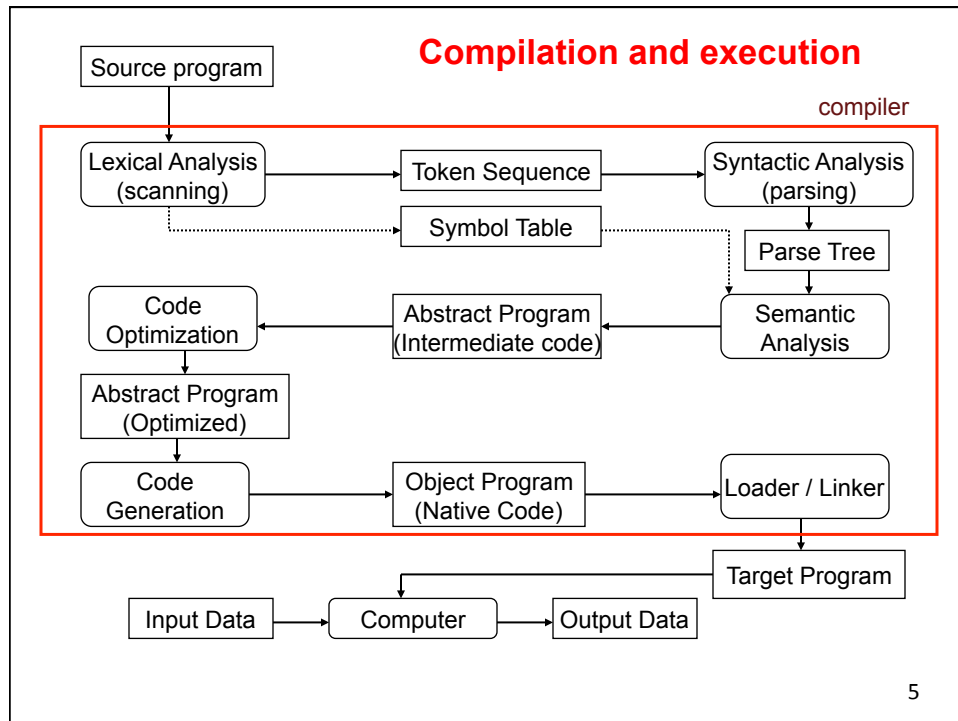 Compilation and execution
Source program
compiler
Lexical Analysis
(scanning)
Token Sequence
Syntactic Analysis
(parsing)
Symbol Table
Parse Tree
Code
Optimization
Abstract Program
(Intermediate code)
Semantic
Analysis
Abstract Program
(Optimized)
Code
Generation
Object Program
(Native Code)
Loader / Linker
Target Program
Input Data
Computer
Output Data
5